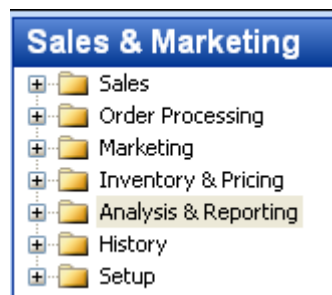 Sales & Marketing
Sales
Order Processing
Marketing
Inventory & Pricing
Analysis & Reporting
History
Setup